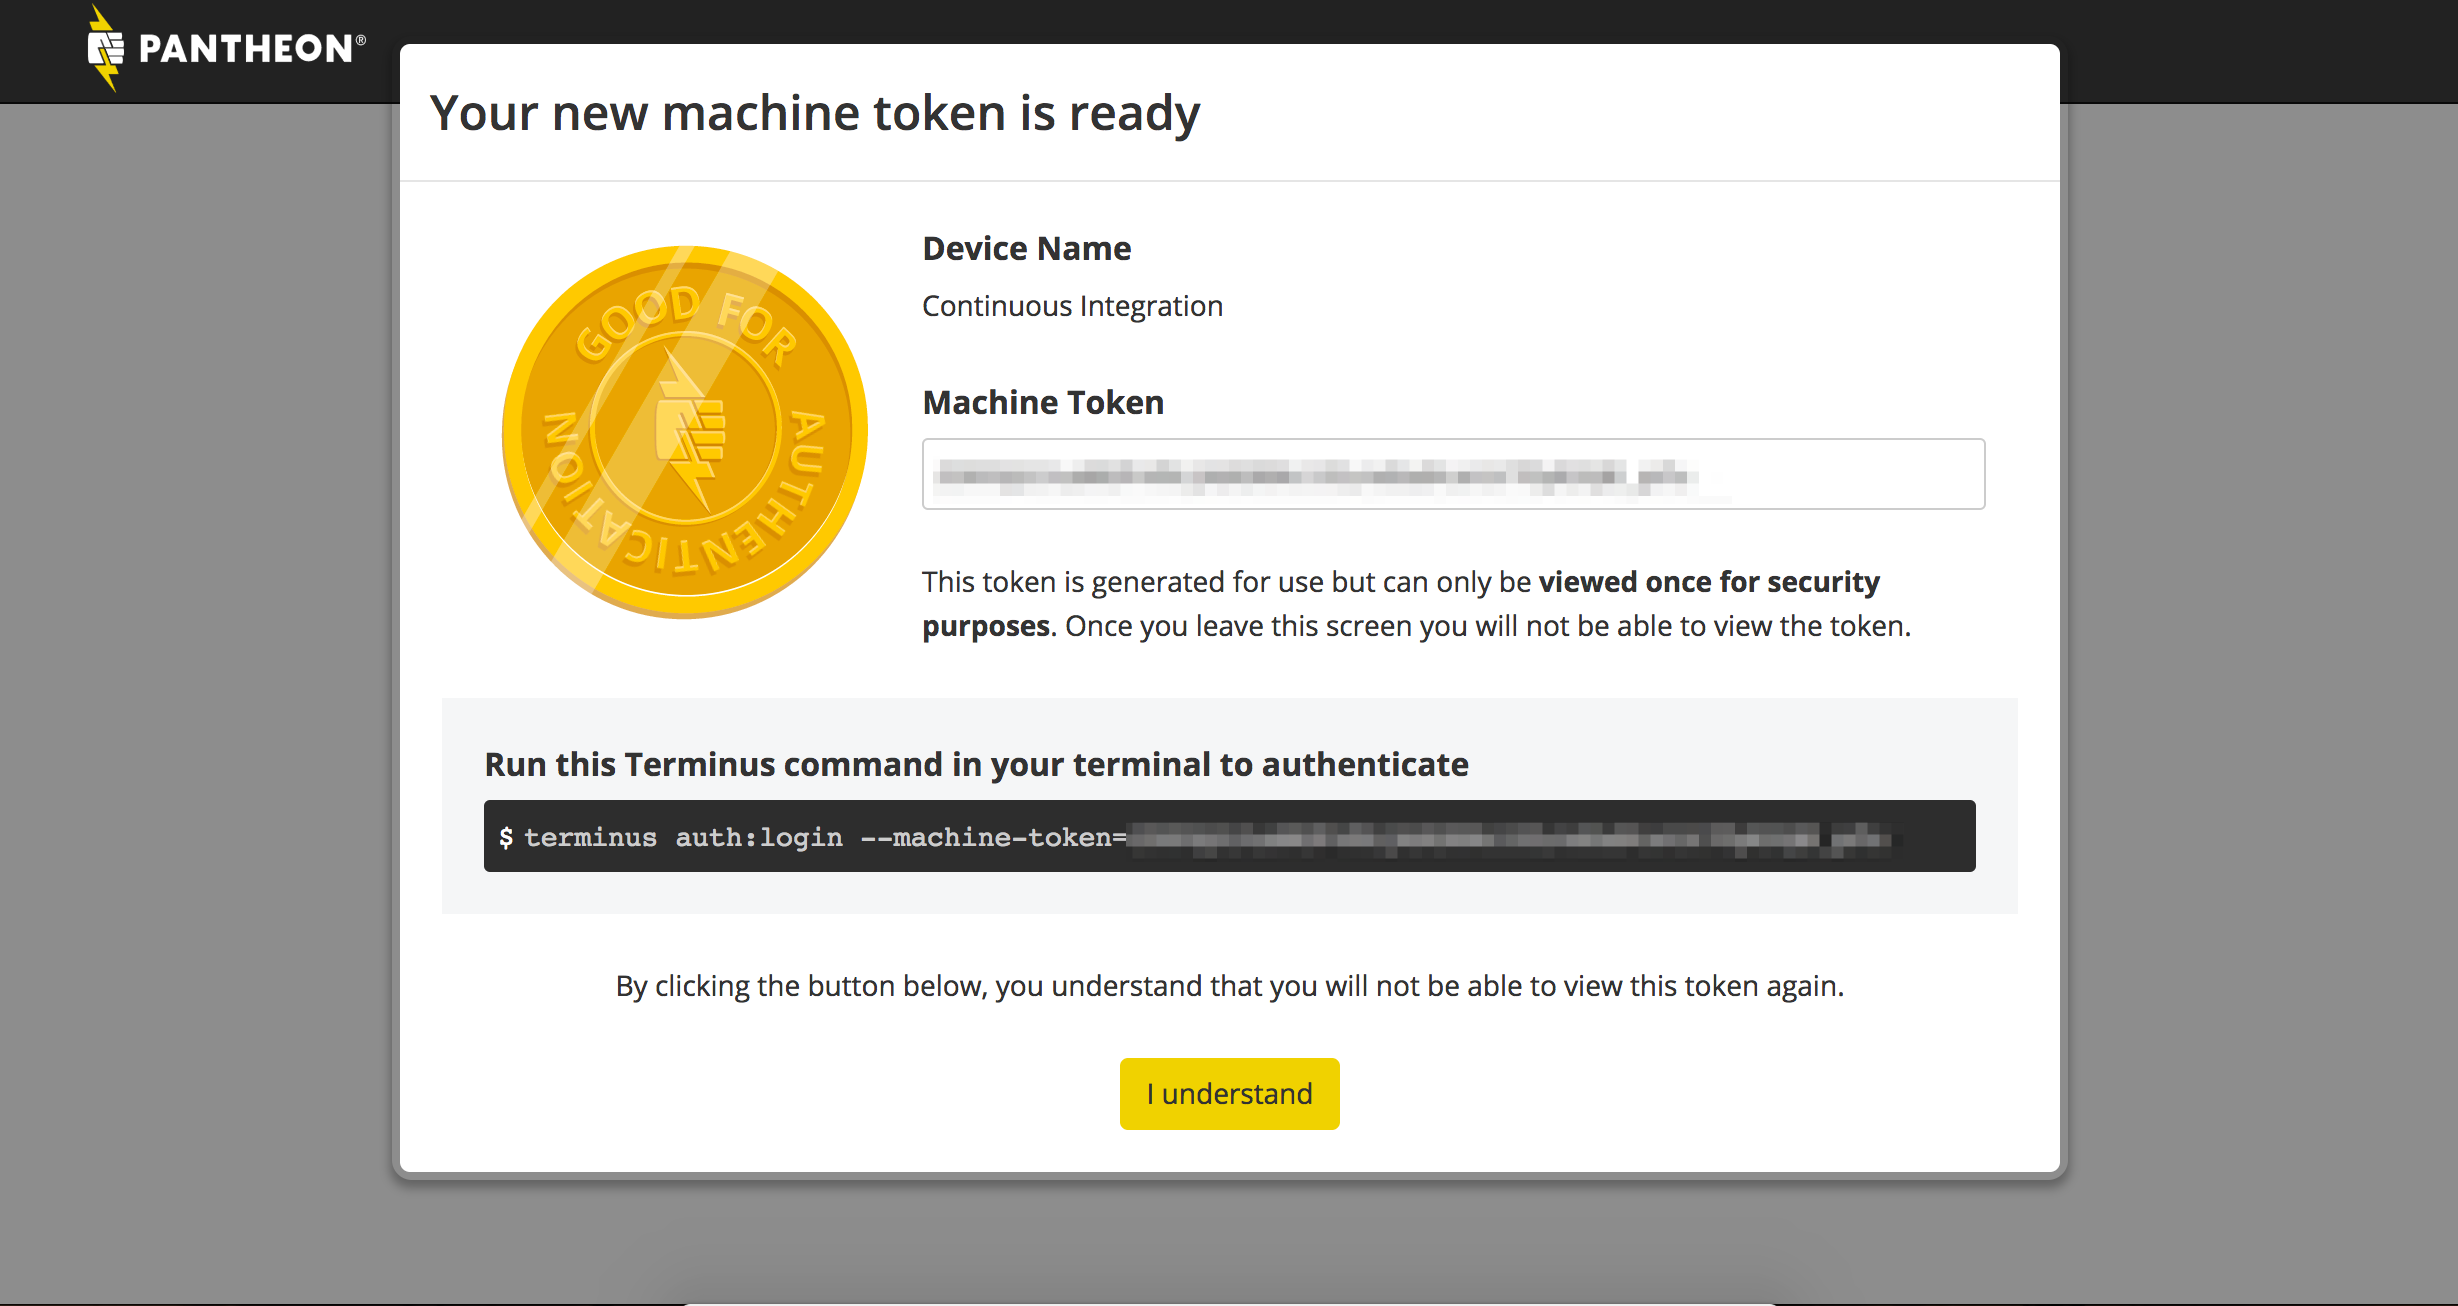 PANTHEON®
Your new machine token is ready
GOOD FOR
AUTHENTICATION
Device Name
Continuous Integration
Machine Token
This token is generated for use but can only be viewed once for security
purposes. Once you leave this screen you will not be able to view the token.
Run this Terminus command in your terminal to authenticate
$ terminus auth:login --machine-token=
By clicking the button below, you understand that you will not be able to view this token again.
I understand